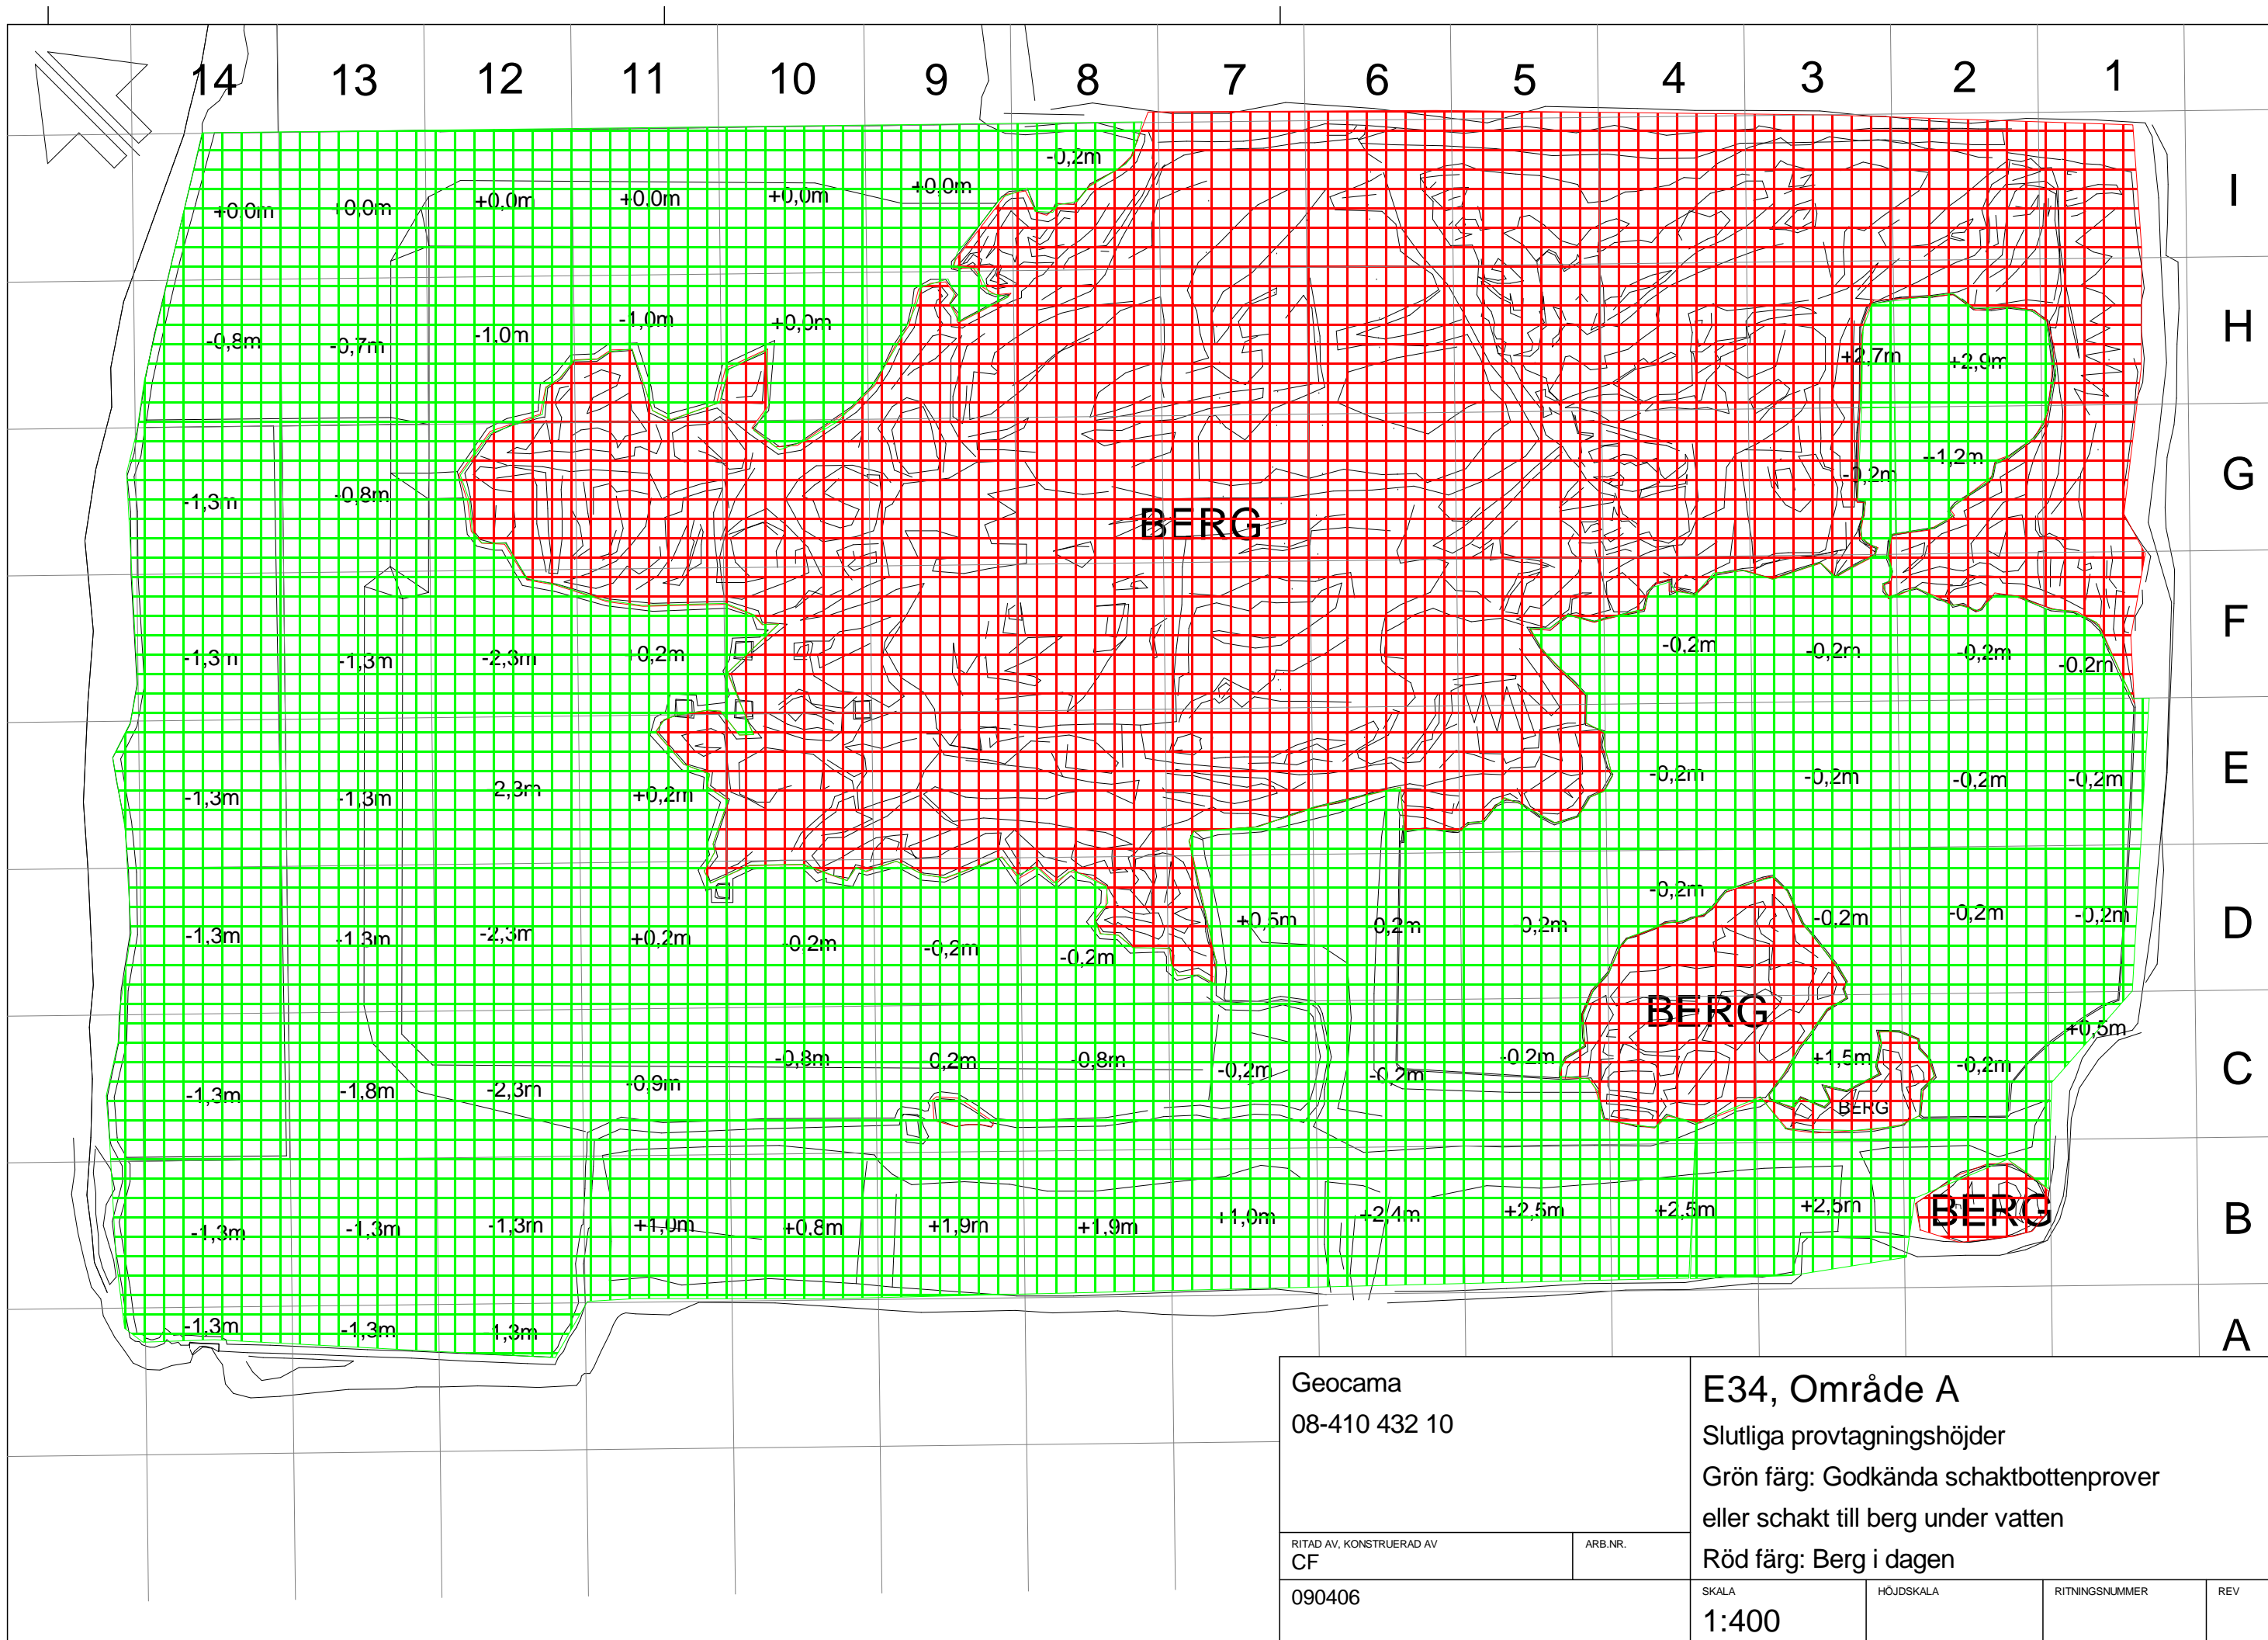 14 13 12 11 10 9 8 7 6 5 4 3 2 1
-0,2m
I
+0,0m +0,0m +0,0m +0,0m +0,0m +0,0m
H
-0,8m -0,7m -1,0m -1,0m +0,0m +2,7m +2,9m
G
-1,3m -0,8m -0,2m -1,2m
BERG
F
-1,3m -1,3m -2,3m +0,2m -0,2m -0,2m -0,2m -0,2m
E
-1,3m -1,3m -2,3m +0,2m -0,2m -0,2m -0,2m -0,2m
-0,2m
D
-1,3m -1,3m -2,3m +0,2m -0,2m -0,2m -0,2m +0,5m 0,2m 0,2m -0,2m -0,2m -0,2m
BERG
+0,5m
C
-0,8m 0,2m -0,8m -0,2m -0,2m -0,2m +1,5m -0,2m
-1,3m -1,8m -2,3m -0,9m
BERG
B
-1,3m -1,3m -1,3m +1,0m +0,8m +1,9m +1,9m +1,0m +2,4m +2,5m +2,5m +2,5m BERG
A
-1,3m -1,3m -1,3m
Geocama
08-410 432 10
RITAD AV, KONSTRUERAD AV
CF
ARB.NR.
090406
E34, Område A
Slutliga provtagningshöjder
Grön färg: Godkända schaktbottenprover
eller schakt till berg under vatten
Röd färg: Berg i dagen
SKALA
1:400
HÖJDSKALA
RITNINGSNUMMER
REV